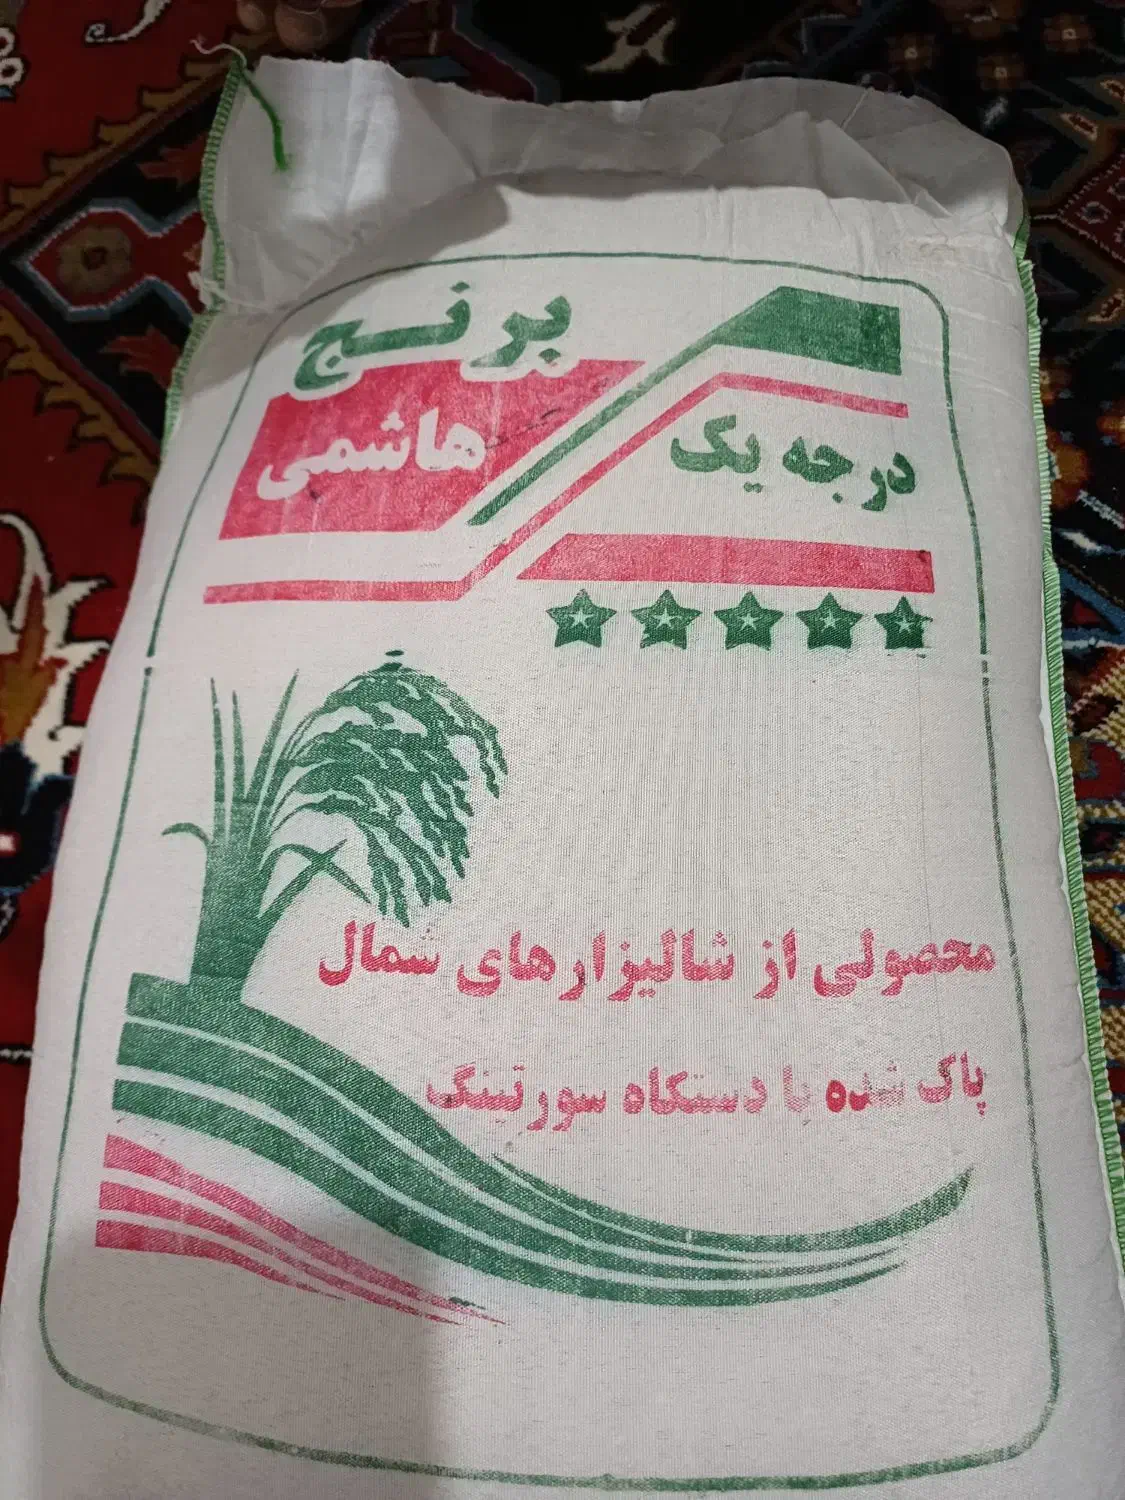 برنج
هاشمی
درجه یک
محصولی از شالیزارهای شمال
پاک شده با دستگاه سورتینگ